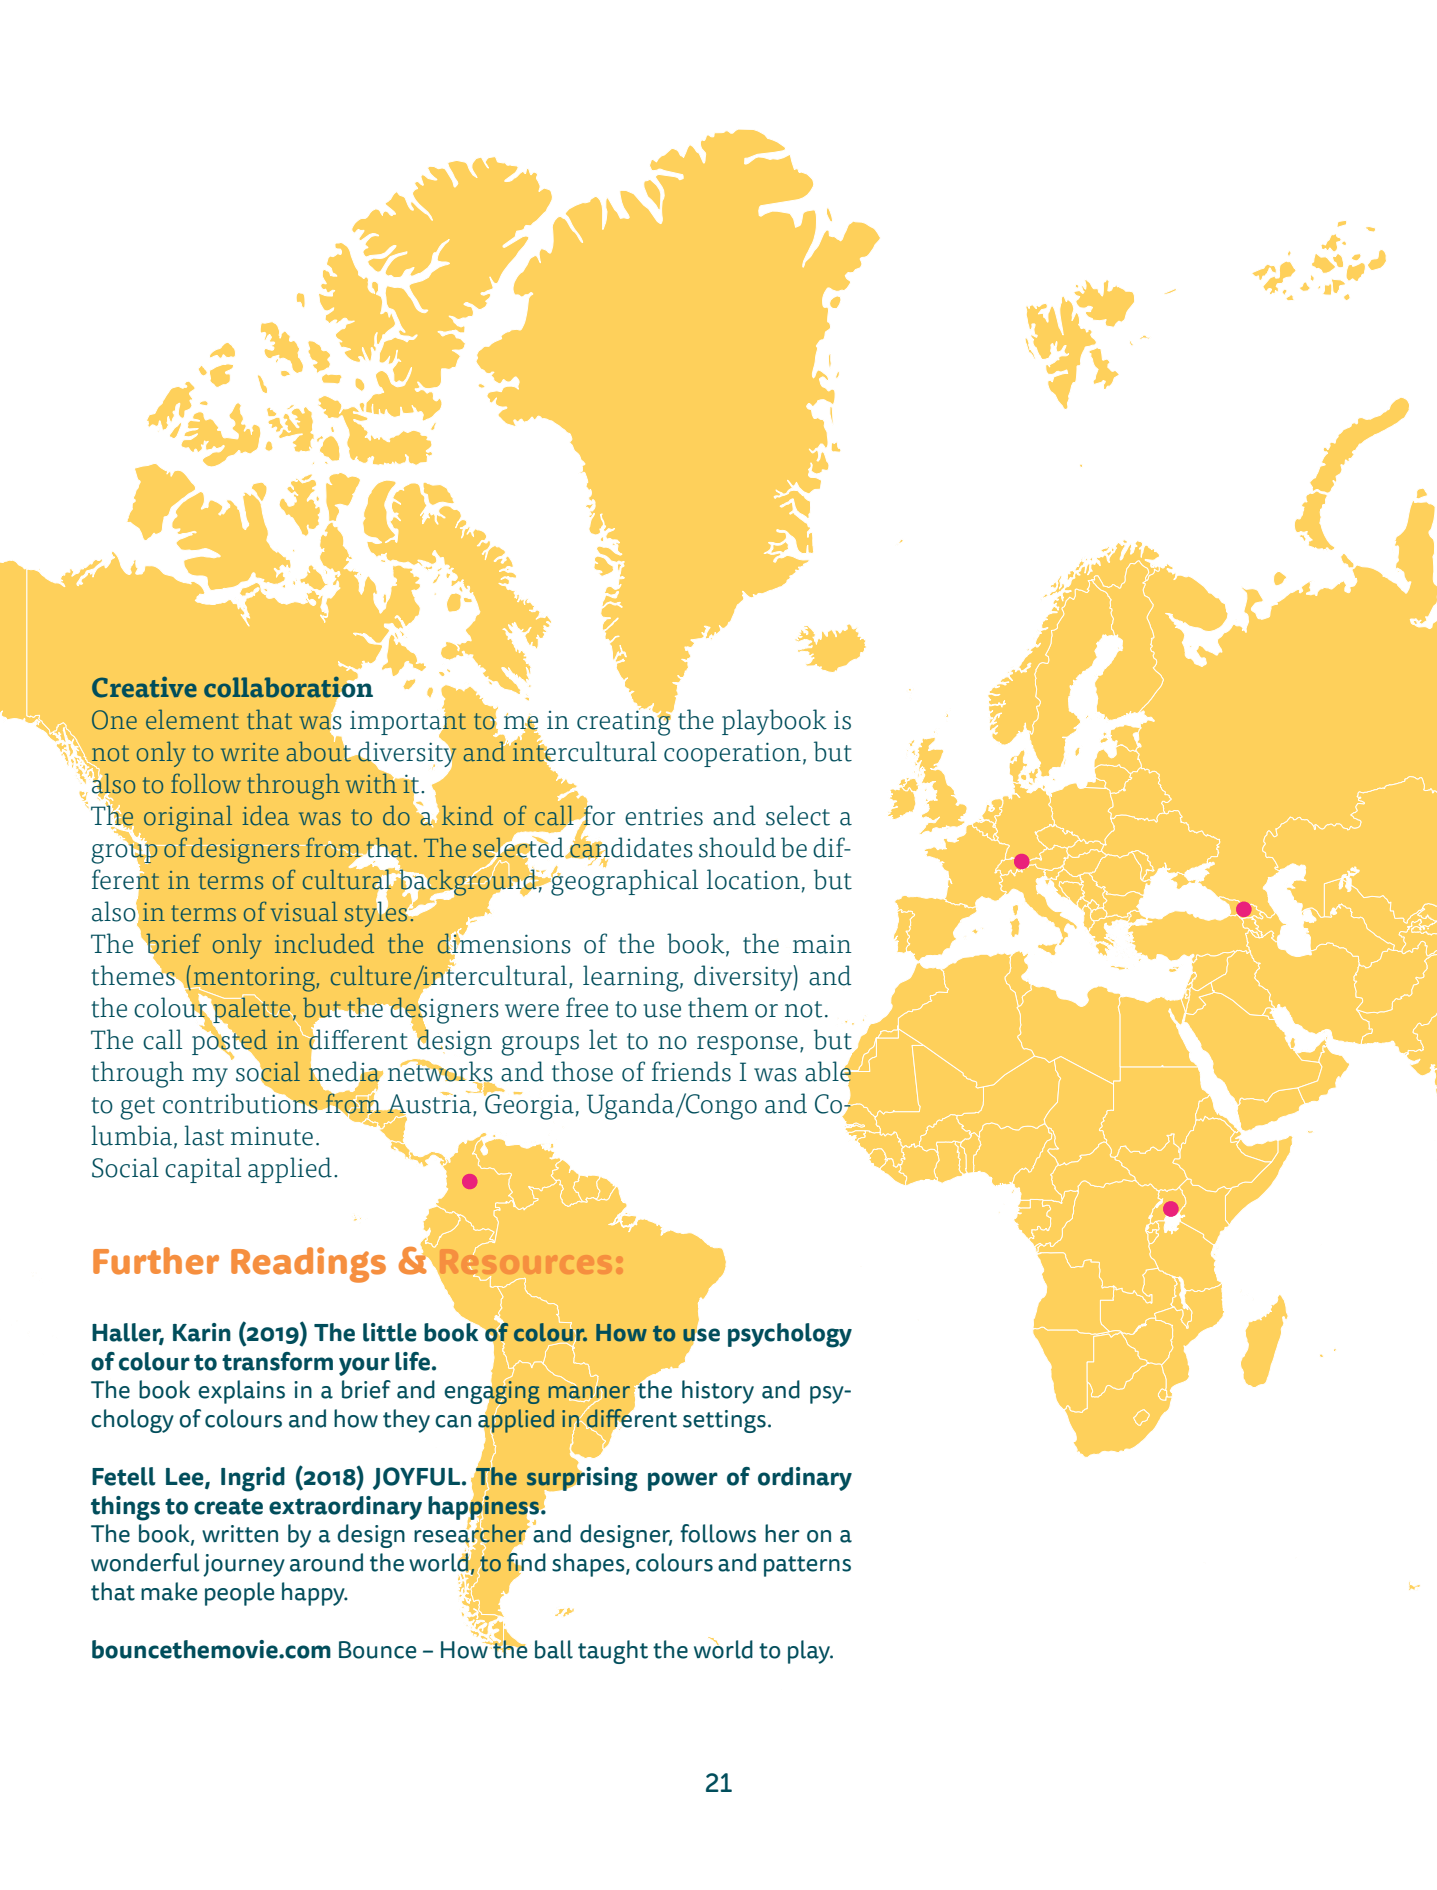 Creative collaboration
One element that was important to me in creating the playbook is
not only to write about diversity and intercultural cooperation, but
also to follow through with it.
The original idea was to do a kind of call for entries and select a
group of designers from that. The selected candidates should be dif-
ferent in terms of cultural background, geographical location, but
also in terms of visual styles.
The brief only included the dimensions of the book, the main
themes (mentoring, culture/intercultural, learning, diversity) and
the colour palette, but the designers were free to use them or not.
The call posted in different design groups let to no response, but
through my social media networks and those of friends I was able
to get contributions from Austria, Georgia, Uganda/Congo and Co-
lumbia, last minute.
Social capital applied.
Further Readings & Resources:
Haller, Karin (2019) The little book of colour. How to use psychology
of colour to transform your life.
The book explains in a brief and engaging manner the history and psy-
chology of colours and how they can applied in different settings.
Fetell Lee, Ingrid (2018) JOYFUL. The surprising power of ordinary
things to create extraordinary happiness.
The book, written by a design researcher and designer, follows her on a
wonderful journey around the world, to find shapes, colours and patterns
that make people happy.
bouncethemovie.com Bounce – How the ball taught the world to play.
21